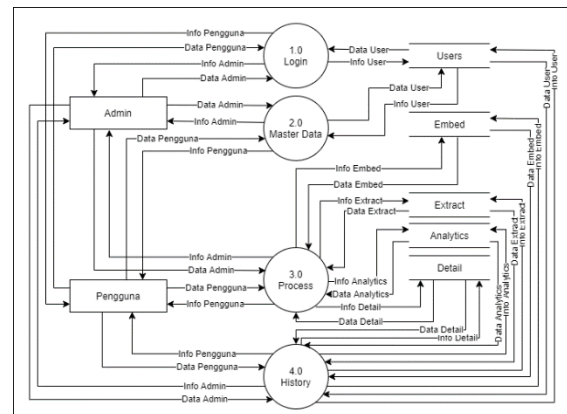 Info Pengguna
Data Pengguna
Info Admin
Data Admin
1.0
Login
Data User
Info User
Users
Admin
Data Admin
Info Admin
Data Pengguna
Info Pengguna
2.0
Master Data
Data User
Info User
Embed
Data User
Info User
Info Embed
Data Embed
Data Embed
Info Embed
Info Extract
Data Extract
Extract
Analytics
Data Extract
Info Extract
Info Admin
Data Admin
Pengguna
Data Pengguna
Info Pengguna
3.0
Process
Info Analytics
Data Analytics
Info Detail
Data Detail
Detail
Data Analytics
Info Analytics
Data Detail
Info Detail
Info Pengguna
Data Pengguna
Info Admin
Data Admin
4.0
History